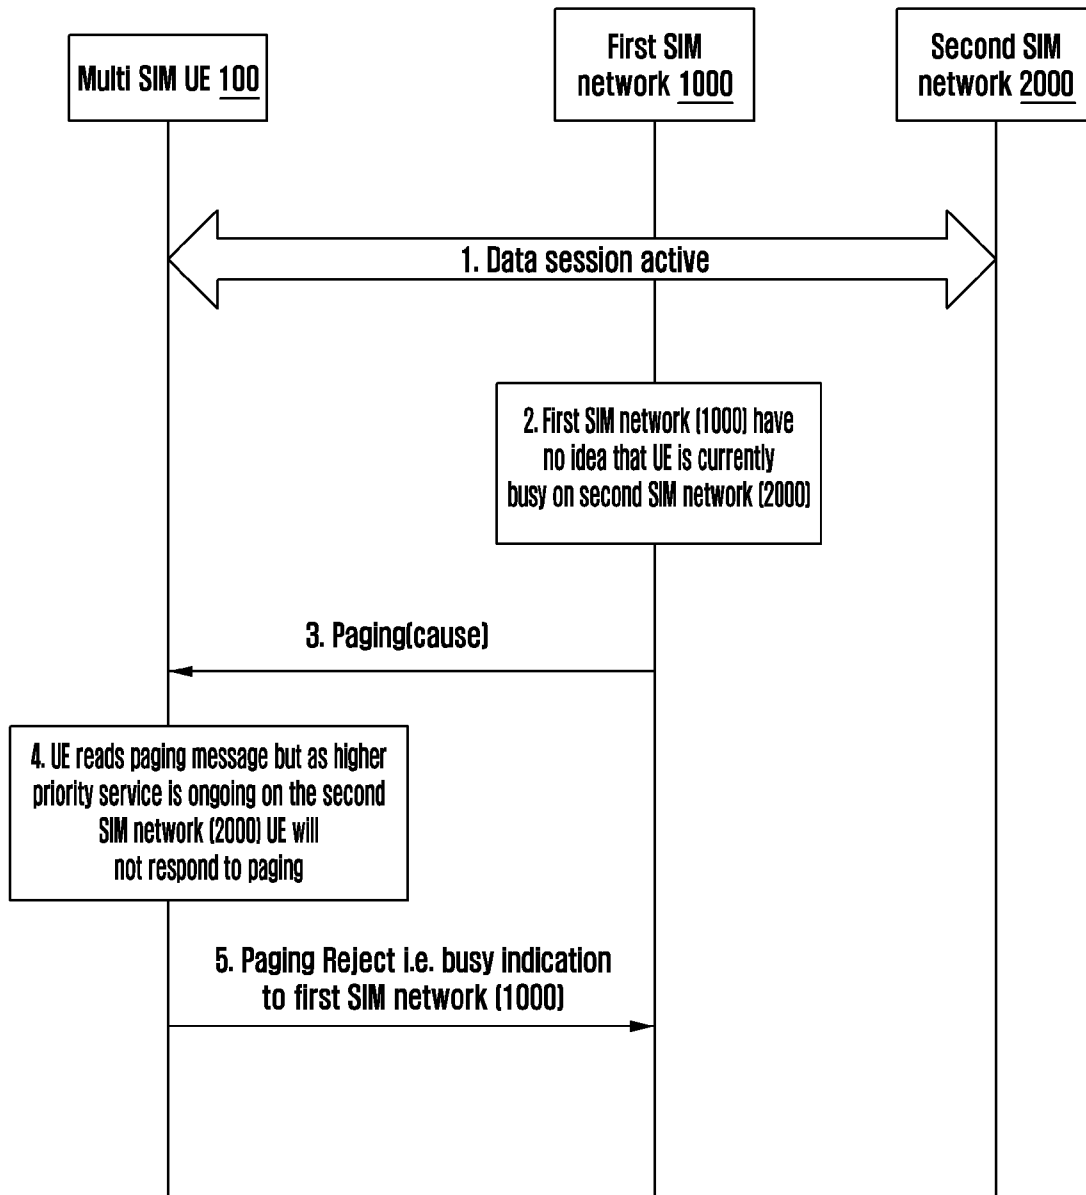 Multi SIM UE 100
First SIM
network 1000
Second SIM
network 2000
1. Data session active
2. First SIM network (1000) have
no idea that UE is currently
busy on second SIM network (2000)
3. Paging(cause)
4. UE reads paging message but as higher
priority service is ongoing on the second
SIM network (2000) UE will
not respond to paging
5. Paging Reject i.e. busy indication
to first SIM network (1000)